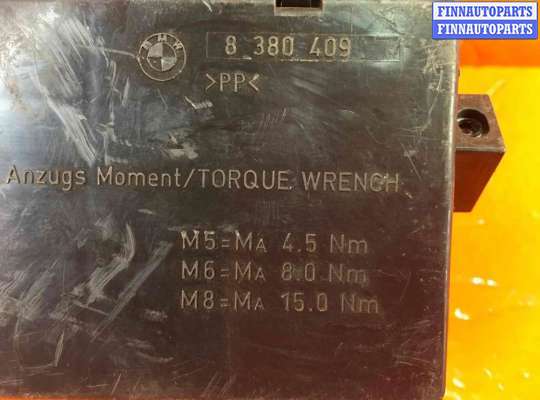 FINNAUTOPARTS
FINNAUTOPARTS
BMW
8 380 409
>PP<
Anzugs Moment/TORQUE WRENCH
M5=MA 4.5 Nm
M6=MA 8.0 Nm
M8=MA 15.0 Nm